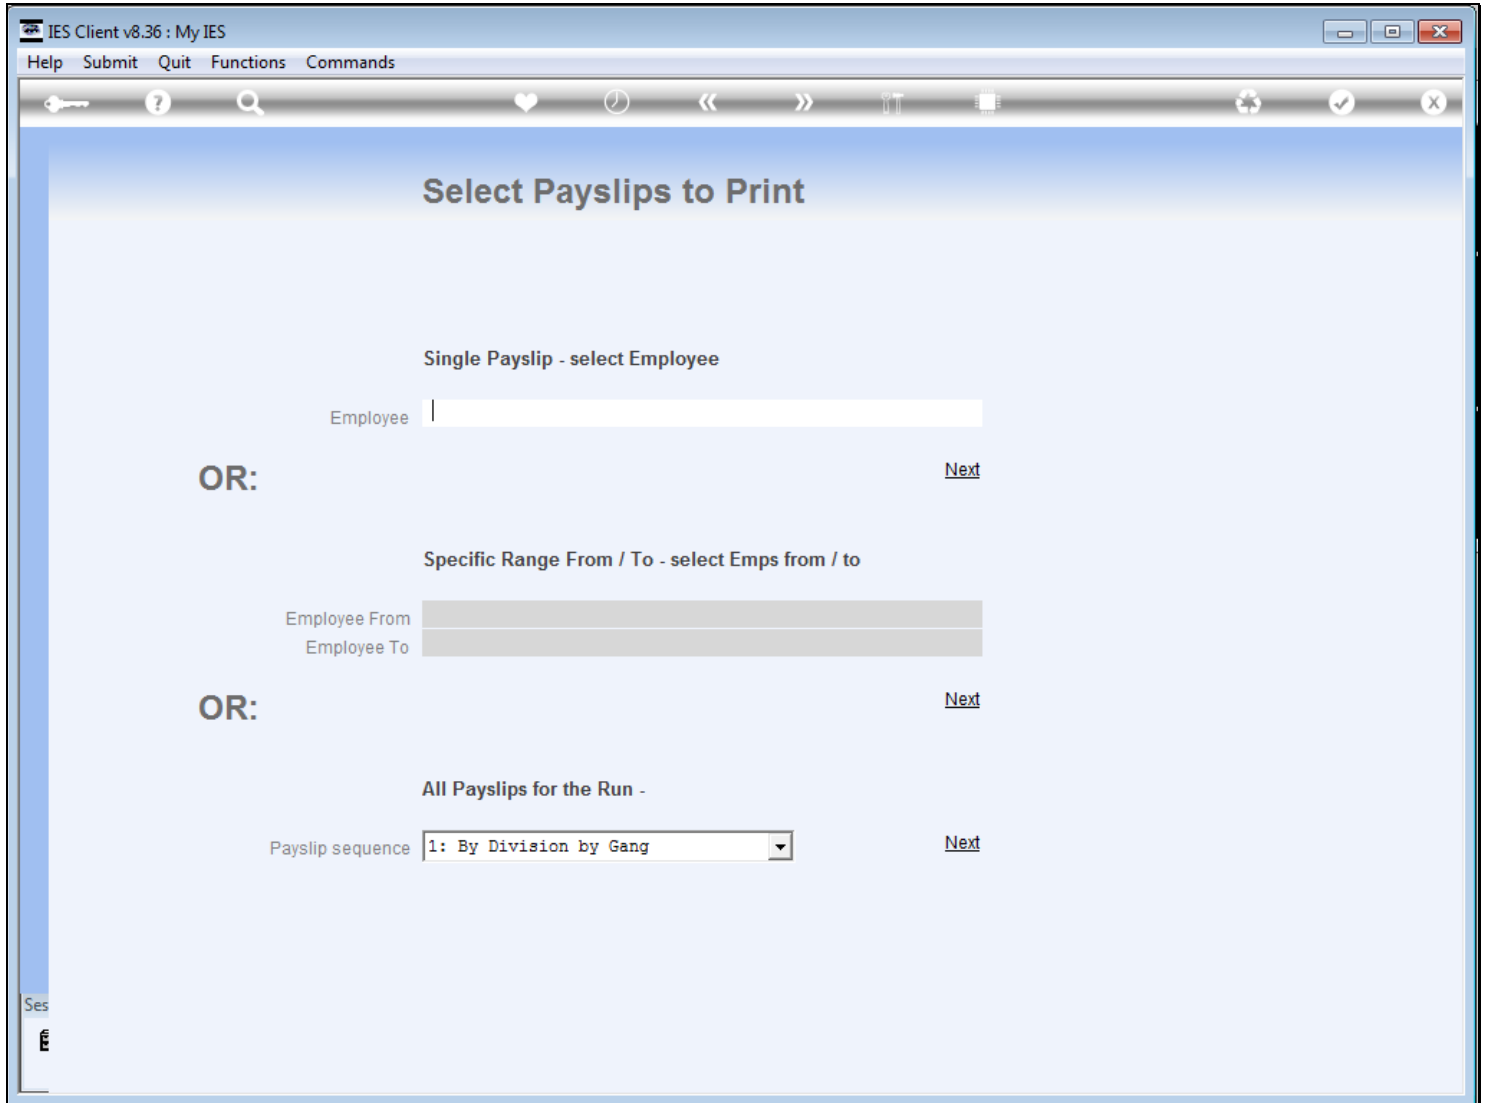 IES Client v8.36 : My IES
Help Submit Quit Functions Commands
Select Payslips to Print
Single Payslip - select Employee
Employee
OR:
Next
Specific Range From / To - select Emps from / to
Employee From
Employee To
OR:
Next
All Payslips for the Run -
Payslip sequence 1: By Division by Gang Next
Ses